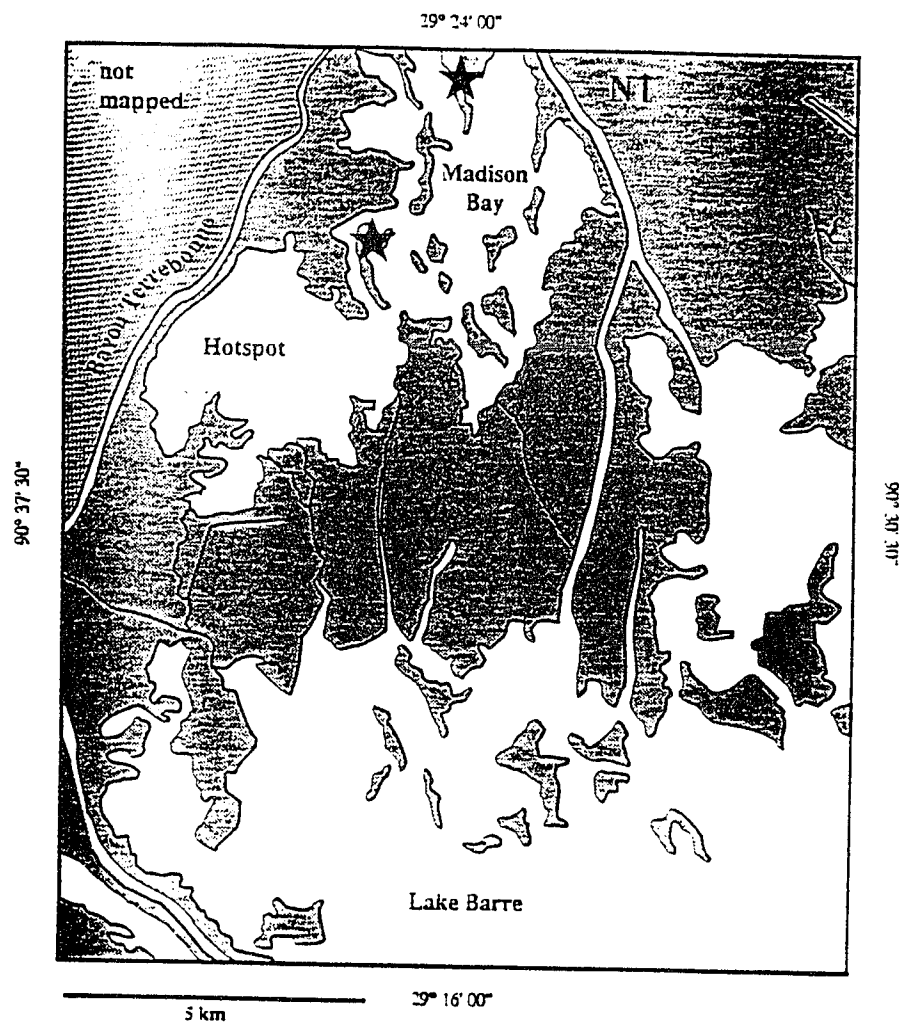 29° 24' 00"
not
mapped
N↑
Madison
Bay
Bayou Terrebonne
Hotspot
90° 37' 30"
90° 30' 30"
Lake Barre
5 km
29° 16' 00"